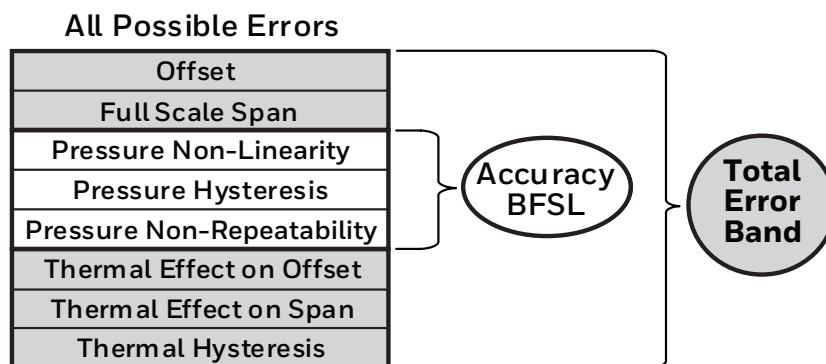 All Possible Errors
Offset
Full Scale Span
Pressure Non-Linearity
Pressure Hysteresis
Pressure Non-Repeatability
Thermal Effect on Offset
Thermal Effect on Span
Thermal Hysteresis
Accuracy
BFSL
Total
Error
Band